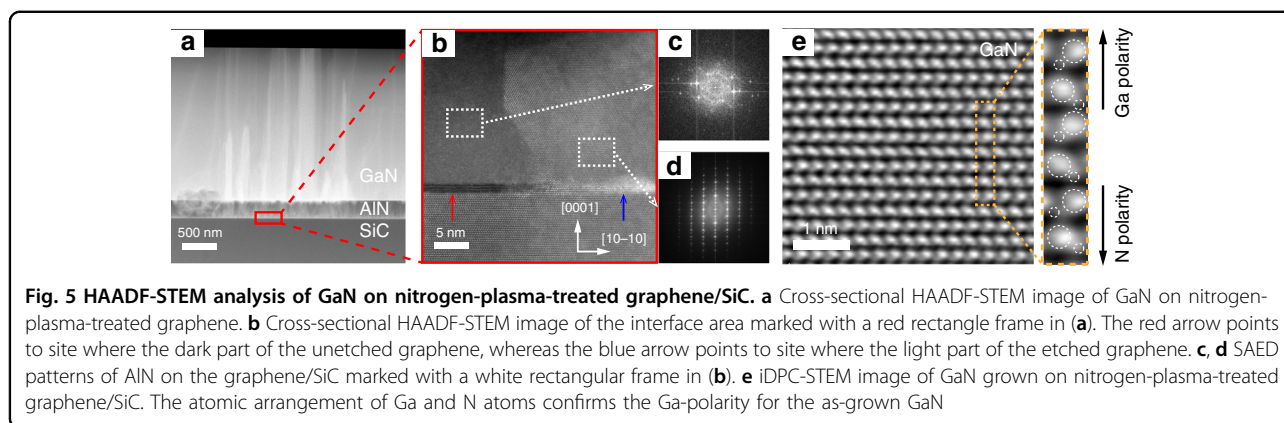 a
GaN
AlN
SiC
500 nm
b
5 nm
[0001]
[10–10]
c
d
e
GaN
1 nm
Ga polarity
N polarity
Fig. 5 HAADF-STEM analysis of GaN on nitrogen-plasma-treated graphene/SiC. a Cross-sectional HAADF-STEM image of GaN on nitrogen-
plasma-treated graphene. b Cross-sectional HAADF-STEM image of the interface area marked with a red rectangle frame in (a). The red arrow points
to site where the dark part of the unetched graphene, whereas the blue arrow points to site where the light part of the etched graphene. c, d SAED
patterns of AlN on the graphene/SiC marked with a white rectangular frame in (b). e iDPC-STEM image of GaN grown on nitrogen-plasma-treated
graphene/SiC. The atomic arrangement of Ga and N atoms confirms the Ga-polarity for the as-grown GaN